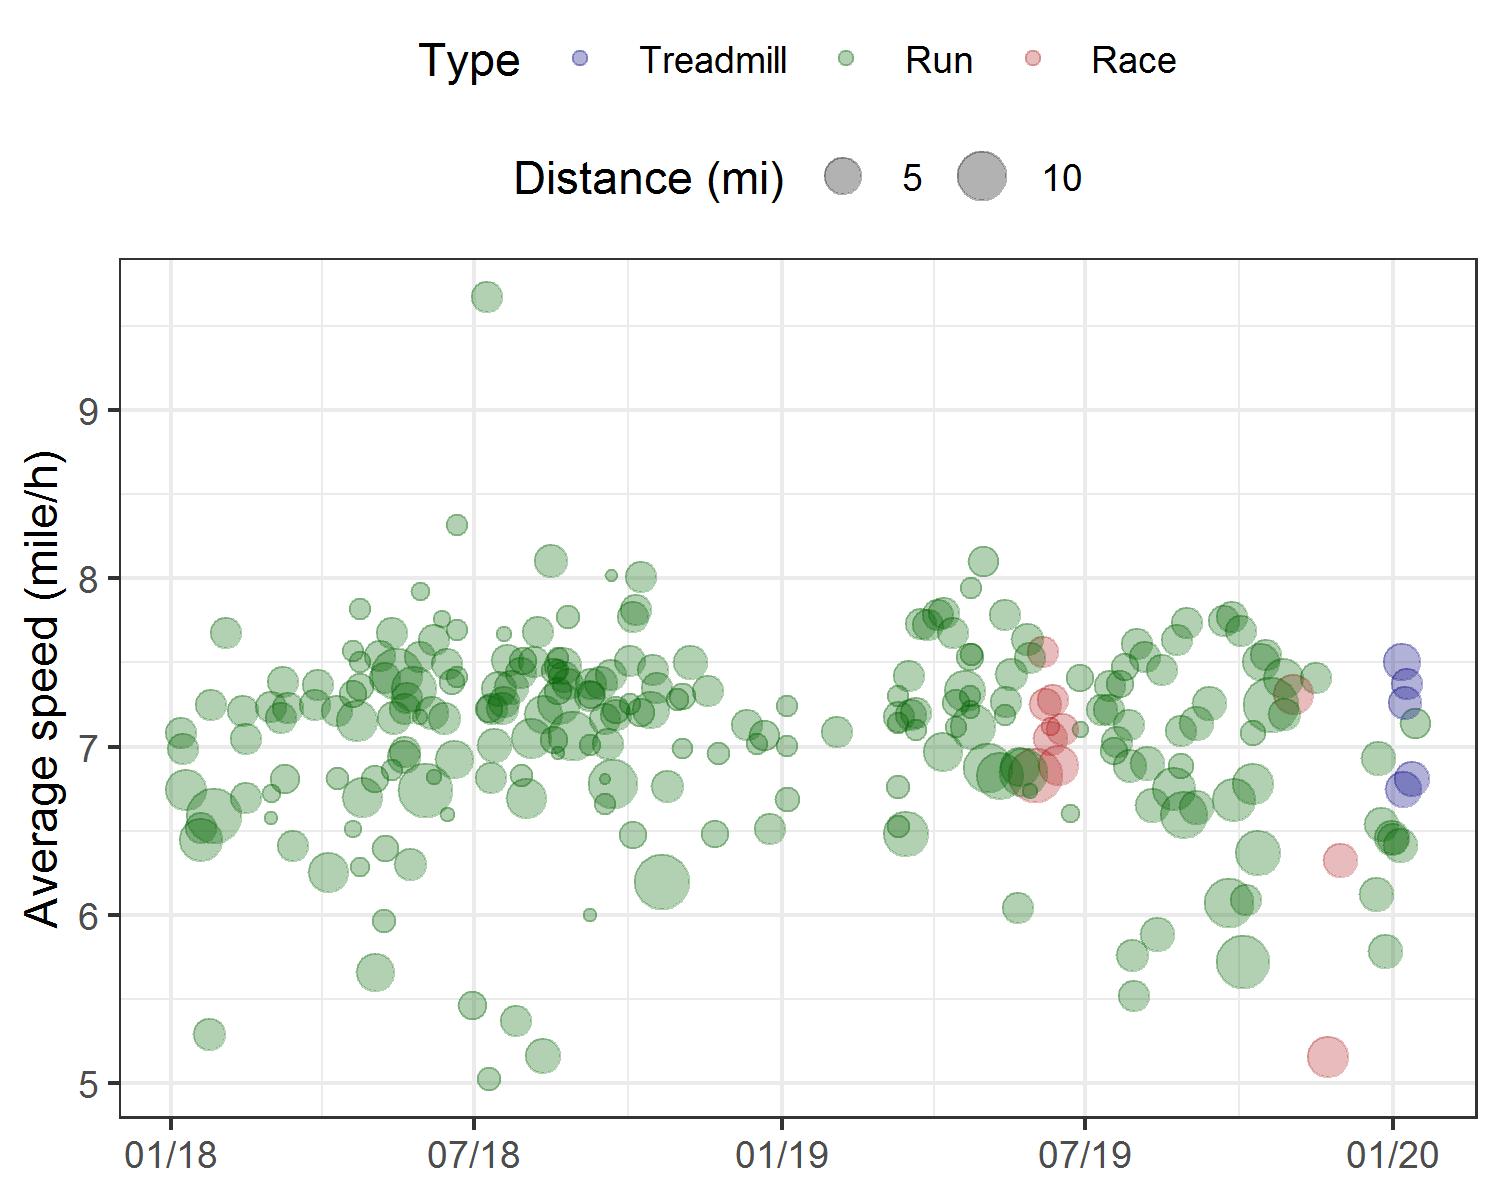 Type Treadmill Run Race
Distance (mi) 5 10
Average speed (mile/h)
9
8
7
6
5
01/18 07/18 01/19 07/19 01/20